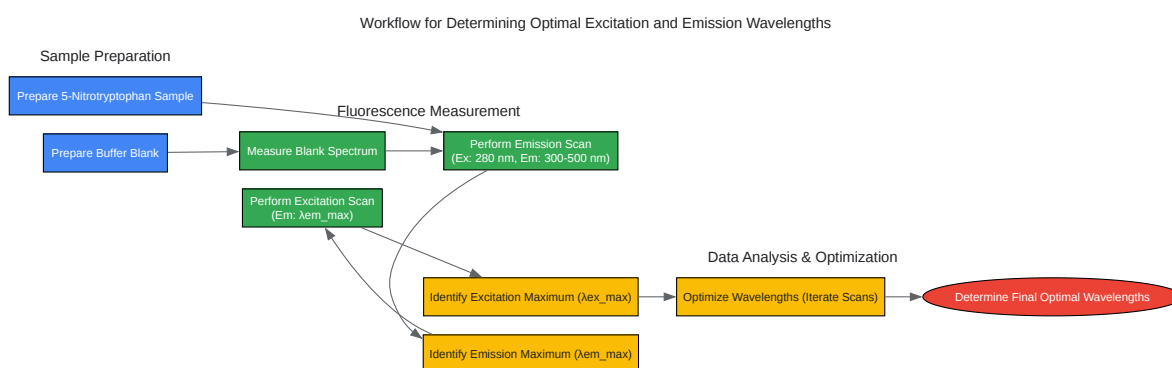 Workflow for Determining Optimal Excitation and Emission Wavelengths
Sample Preparation
Prepare 5-Nitrotryptophan Sample
Fluorescence Measurement
Prepare Buffer Blank
Measure Blank Spectrum
Perform Emission Scan
(Ex: 280 nm, Em: 300-500 nm)
Perform Excitation Scan
(Em: λem_max)
Data Analysis & Optimization
Identify Excitation Maximum (λex_max)
Optimize Wavelengths (Iterate Scans)
Determine Final Optimal Wavelengths
Identify Emission Maximum (λem_max)